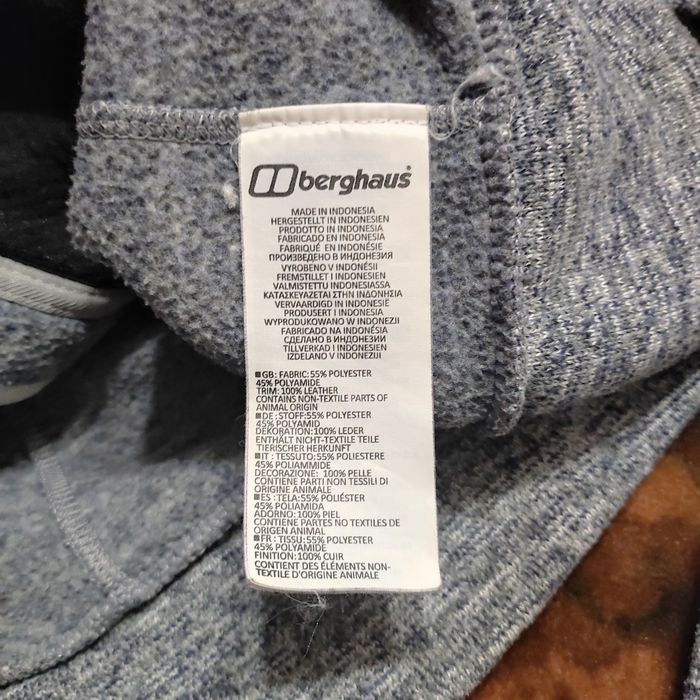 berghaus®
MADE IN INDONESIA
HERGESTELLT IN INDONESIEN
PRODOTTO IN INDONESIA
FABRICADO EN INDONESIA
FABRIQUÉ EN INDONÉSIE
ПРОИЗВЕДЕНО В ИНДОНЕЗИЯ
VYROBENO V INDONÉSII
FREMSTILLET I INDONESIEN
VALMISTETTU INDONESIASSA
ΚΑΤΑΣΚΕΥΑΖΕΤΑΙ ΣΤΗΝ ΙΝΔΟΝΗΣΙΑ
VERVAARDIGD IN INDONESIA
PRODUSERT I INDONESIA
WYPRODUKOWANO W INDONEZJI
FABRICADO NA INDONÉSIA
СДЕЛАНО В ИНДОНЕЗИИ
TILLVERKAD I INDONESIEN
IZDELANO V INDONEZIJI
■GB: FABRIC: 55% POLYESTER
45% POLYAMIDE
TRIM: 100% LEATHER
CONTAINS NON-TEXTILE PARTS OF
ANIMAL ORIGIN
■DE: STOFF: 55% POLYESTER
45% POLYAMID
DEKORATION:100% LEDER
ENTHÄLT NICHT-TEXTILE TEILE
TIERISCHER HERKUNFT
■IT: TESSUTO: 55% POLIESTERE
45% POLIAMMIDE
DECORAZIONE: 100% PELLE
CONTIENE PARTI NON TESSILI DI
ORIGINE ANIMALE
■ES: TELA: 55% POLIÉSTER
45% POLIAMIDA
ADORNO: 100% PIEL
CONTIENE PARTES NO TEXTILES DE
ORIGEN ANIMAL
■FR: TISSU: 55% POLYESTER
45% POLYAMIDE
FINITION: 100% CUIR
CONTIENT DES ÉLÉMENTS NON-
TEXTILE D'ORIGINE ANIMALE